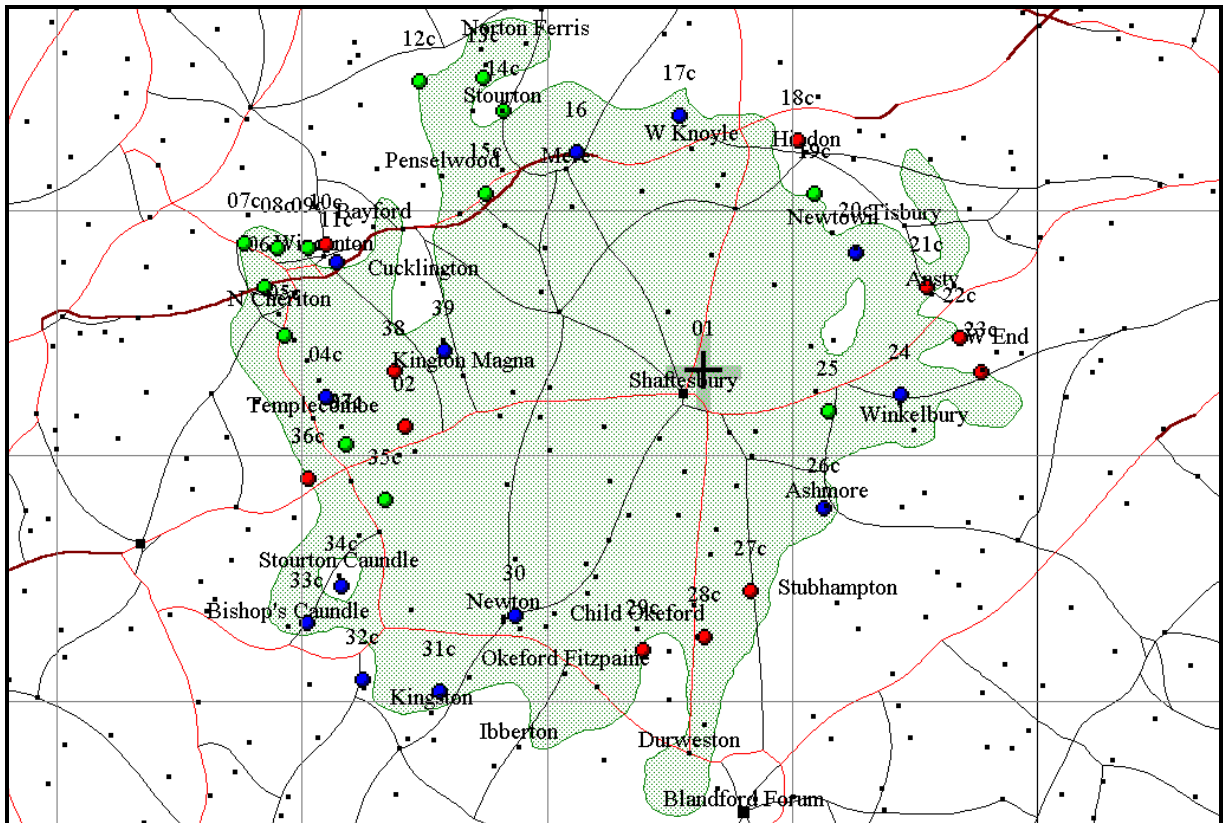 Norton Ferris
12c
13c
14c
Stourton
17c
16
18c
W Knoyle
Hindon
15c
Mere
19c
Penselwood
07c
08c
09c
10c
Bayford
11c
20c
Tisbury
Newtown
06
Wincanton
21c
Cucklington
Ansty
05c
N Cheriton
22c
39
38
01
23c
W End
04c
24
Kington Magna
25
02
Shaftesbury
Templecombe
Winkelbury
36c
35c
26c
Ashmore
34c
27c
Stourton Caundle
33c
30
Stubhampton
28c
Newton
Bishop's Caundle
29c
Child Okeford
32c
31c
Okeford Fitzpaine
Kingston
Ibberton
Durweston
Blandford Forum